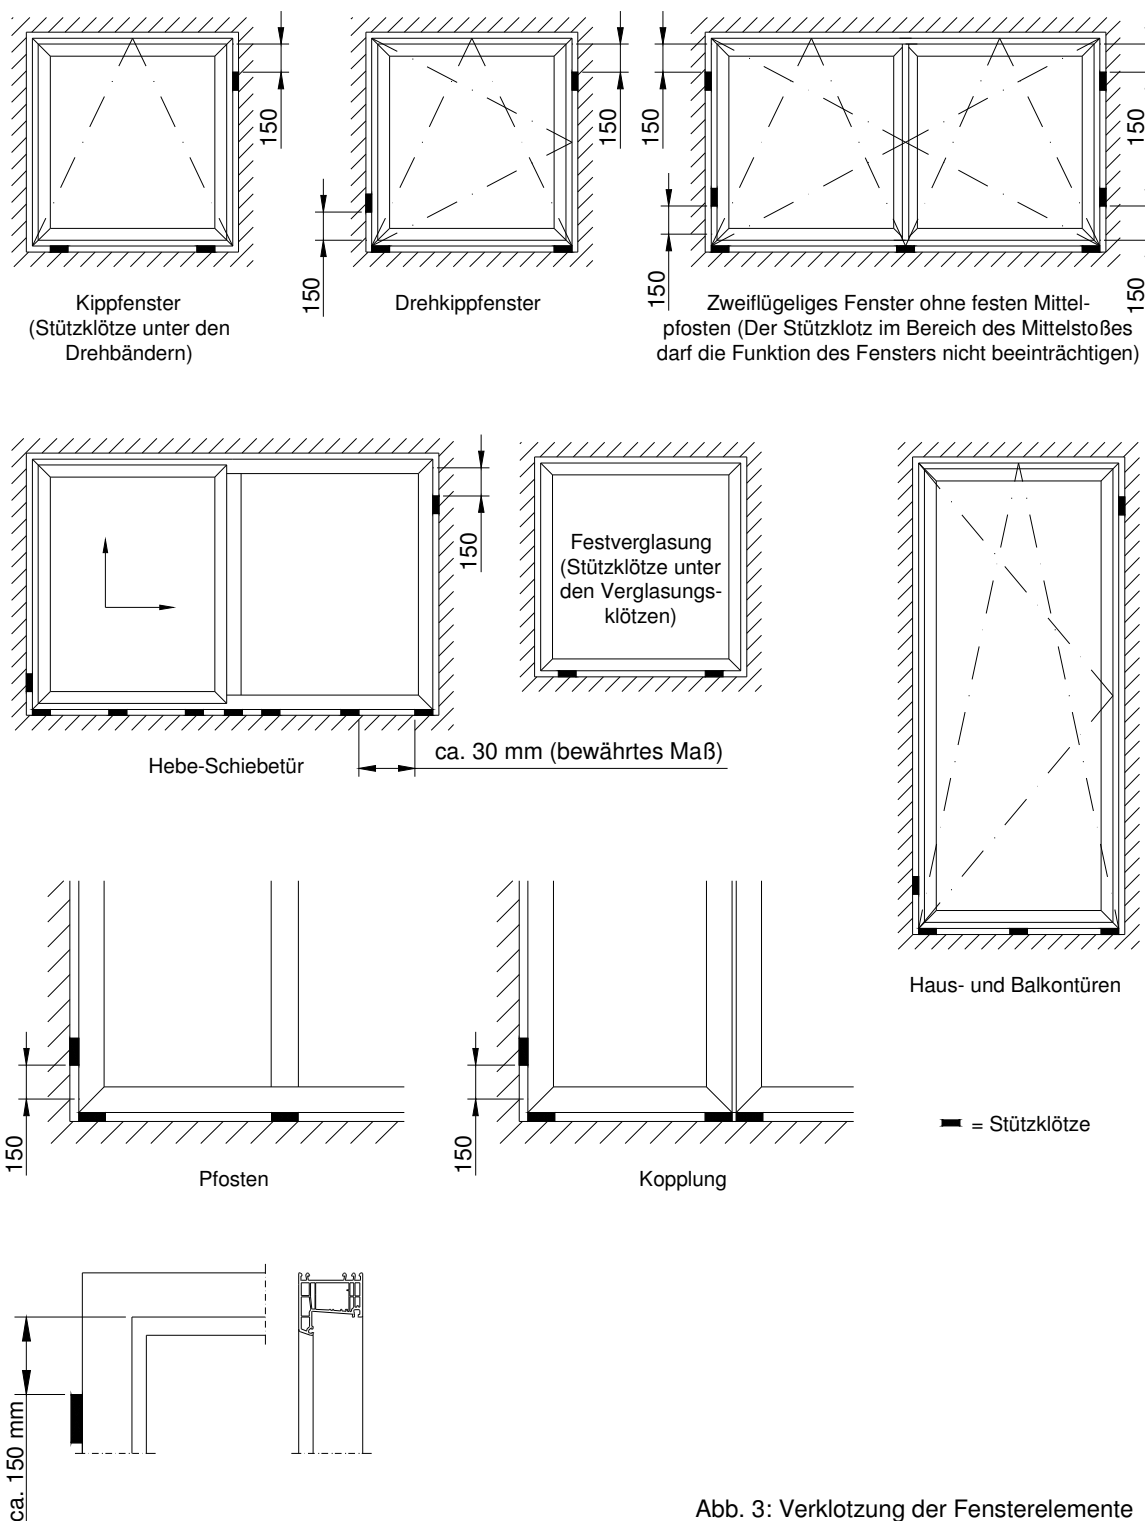 150
150
150
150
150
150
150
150
Kippfenster
(Stützklötze unter den
Drehbändern)
Drehkippfenster
Zweiflügeliges Fenster ohne festen Mittel-
pfosten (Der Stützklotz im Bereich des Mittelstoßes
darf die Funktion des Fensters nicht beeinträchtigen)
150
Festverglasung
(Stützklötze unter
den Verglasungs-
klötzen)
Hebe-Schiebetür
ca. 30 mm (bewährtes Maß)
Haus- und Balkontüren
150
Pfosten
150
Kopplung
= Stützklötze
ca. 150 mm
Abb. 3: Verklotzung der Fensterelemente